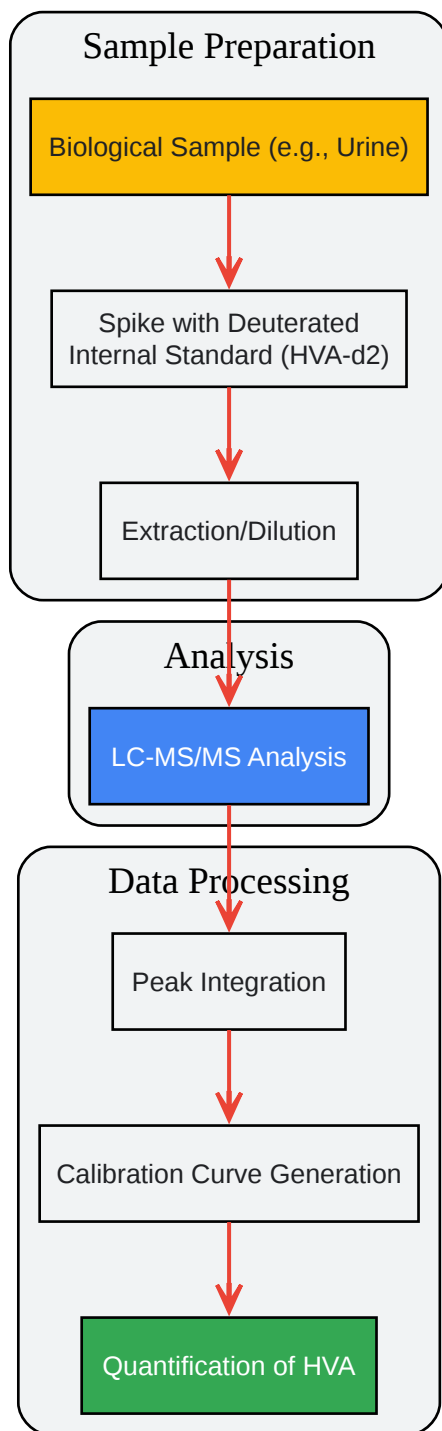 Sample Preparation
Biological Sample (e.g., Urine)
Spike with Deuterated
Internal Standard (HVA-d2)
Extraction/Dilution
Analysis
LC-MS/MS Analysis
Data Processing
Peak Integration
Calibration Curve Generation
Quantification of HVA